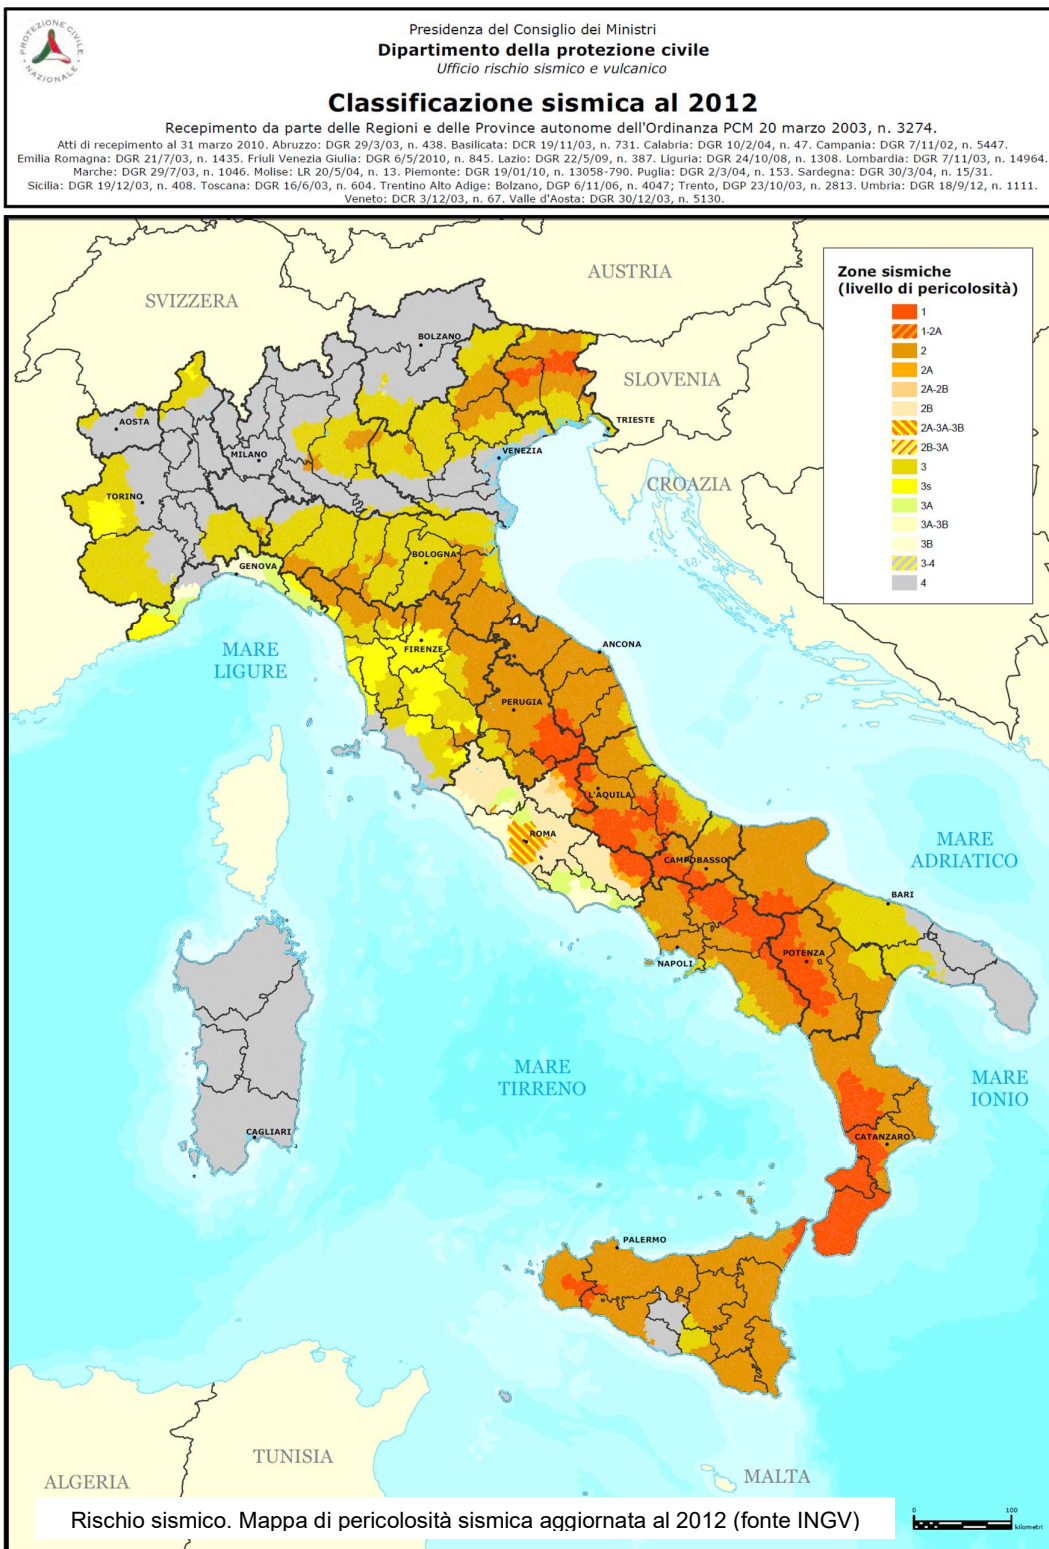 PROTEZIONE CIVILE
NAZIONALE
Presidenza del Consiglio dei Ministri
Dipartimento della protezione civile
Ufficio rischio sismico e vulcanico
Classificazione sismica al 2012
Recepimento da parte delle Regioni e delle Province autonome dell'Ordinanza PCM 20 marzo 2003, n. 3274.
Atti di recepimento al 31 marzo 2010. Abruzzo: DGR 29/3/03, n. 438. Basilicata: DCR 19/11/03, n. 731. Calabria: DGR 10/2/04, n. 47. Campania: DGR 7/11/02, n. 5447.
Emilia Romagna: DGR 21/7/03, n. 1435. Friuli Venezia Giulia: DGR 6/5/2010, n. 845. Lazio: DGR 22/5/09, n. 387. Liguria: DGR 24/10/08, n. 1308. Lombardia: DGR 7/11/03, n. 14964.
Marche: DGR 29/7/03, n. 1046. Molise: LR 20/5/04, n. 13. Piemonte: DGR 19/01/10, n. 13058-790. Puglia: DGR 2/3/04, n. 153. Sardegna: DGR 30/3/04, n. 15/31.
Sicilia: DGR 19/12/03, n. 408. Toscana: DGR 16/6/03, n. 604. Trentino Alto Adige: Bolzano, DGP 6/11/06, n. 4047; Trento, DGP 23/10/03, n. 2813. Umbria: DGR 18/9/12, n. 1111.
Veneto: DCR 3/12/03, n. 67. Valle d'Aosta: DGR 30/12/03, n. 5130.
Zone sismiche
(livello di pericolosità)
1
1-2A
2
2A
2A-2B
2B
2A-3A-3B
2B-3A
3
3s
3A
3A-3B
3B
3-4
4
AUSTRIA
SVIZZERA
BOLZANO
SLOVENIA
AOSTA
TRIESTE
MILANO
VENEZIA
CROAZIA
TORINO
BOLOGNA
GENOVA
MARE
LIGURE
FIRENZE
ANCONA
PERUGIA
L'AQUILA
ROMA
CAMPOBASSO
MARE
ADRIATICO
BARI
NAPOLI
POTENZA
MARE
TIRRENO
MARE
IONIO
CAGLIARI
CATANZARO
PALERMO
TUNISIA
ALGERIA
MALTA
0 100
kilometri
Rischio sismico. Mappa di pericolosità sismica aggiornata al 2012 (fonte INGV)